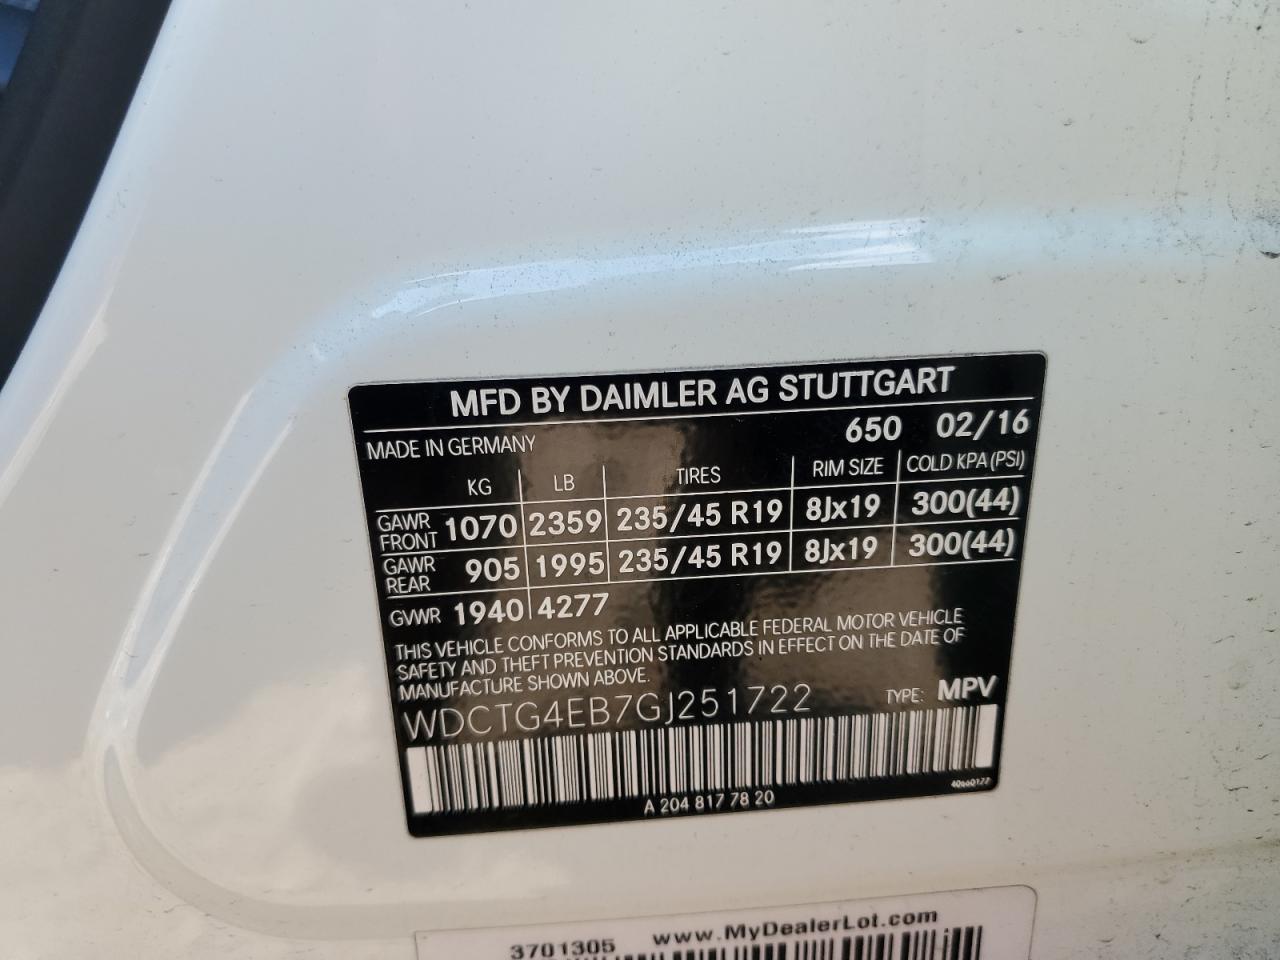 MFD BY DAIMLER AG STUTTGART
MADE IN GERMANY 650 02/16
KG LB TIRES RIM SIZE COLD KPA (PSI)
GAWR FRONT 1070 2359 235/45 R19 8Jx19 300(44)
GAWR REAR 905 1995 235/45 R19 8Jx19 300(44)
GVWR 1940 4277
THIS VEHICLE CONFORMS TO ALL APPLICABLE FEDERAL MOTOR VEHICLE
SAFETY AND THEFT PREVENTION STANDARDS IN EFFECT ON THE DATE OF
MANUFACTURE SHOWN ABOVE.
WDCTG4EB7GJ251722 TYPE: MPV
A 204 817 78 20
3701305 www.MyDealerLot.com